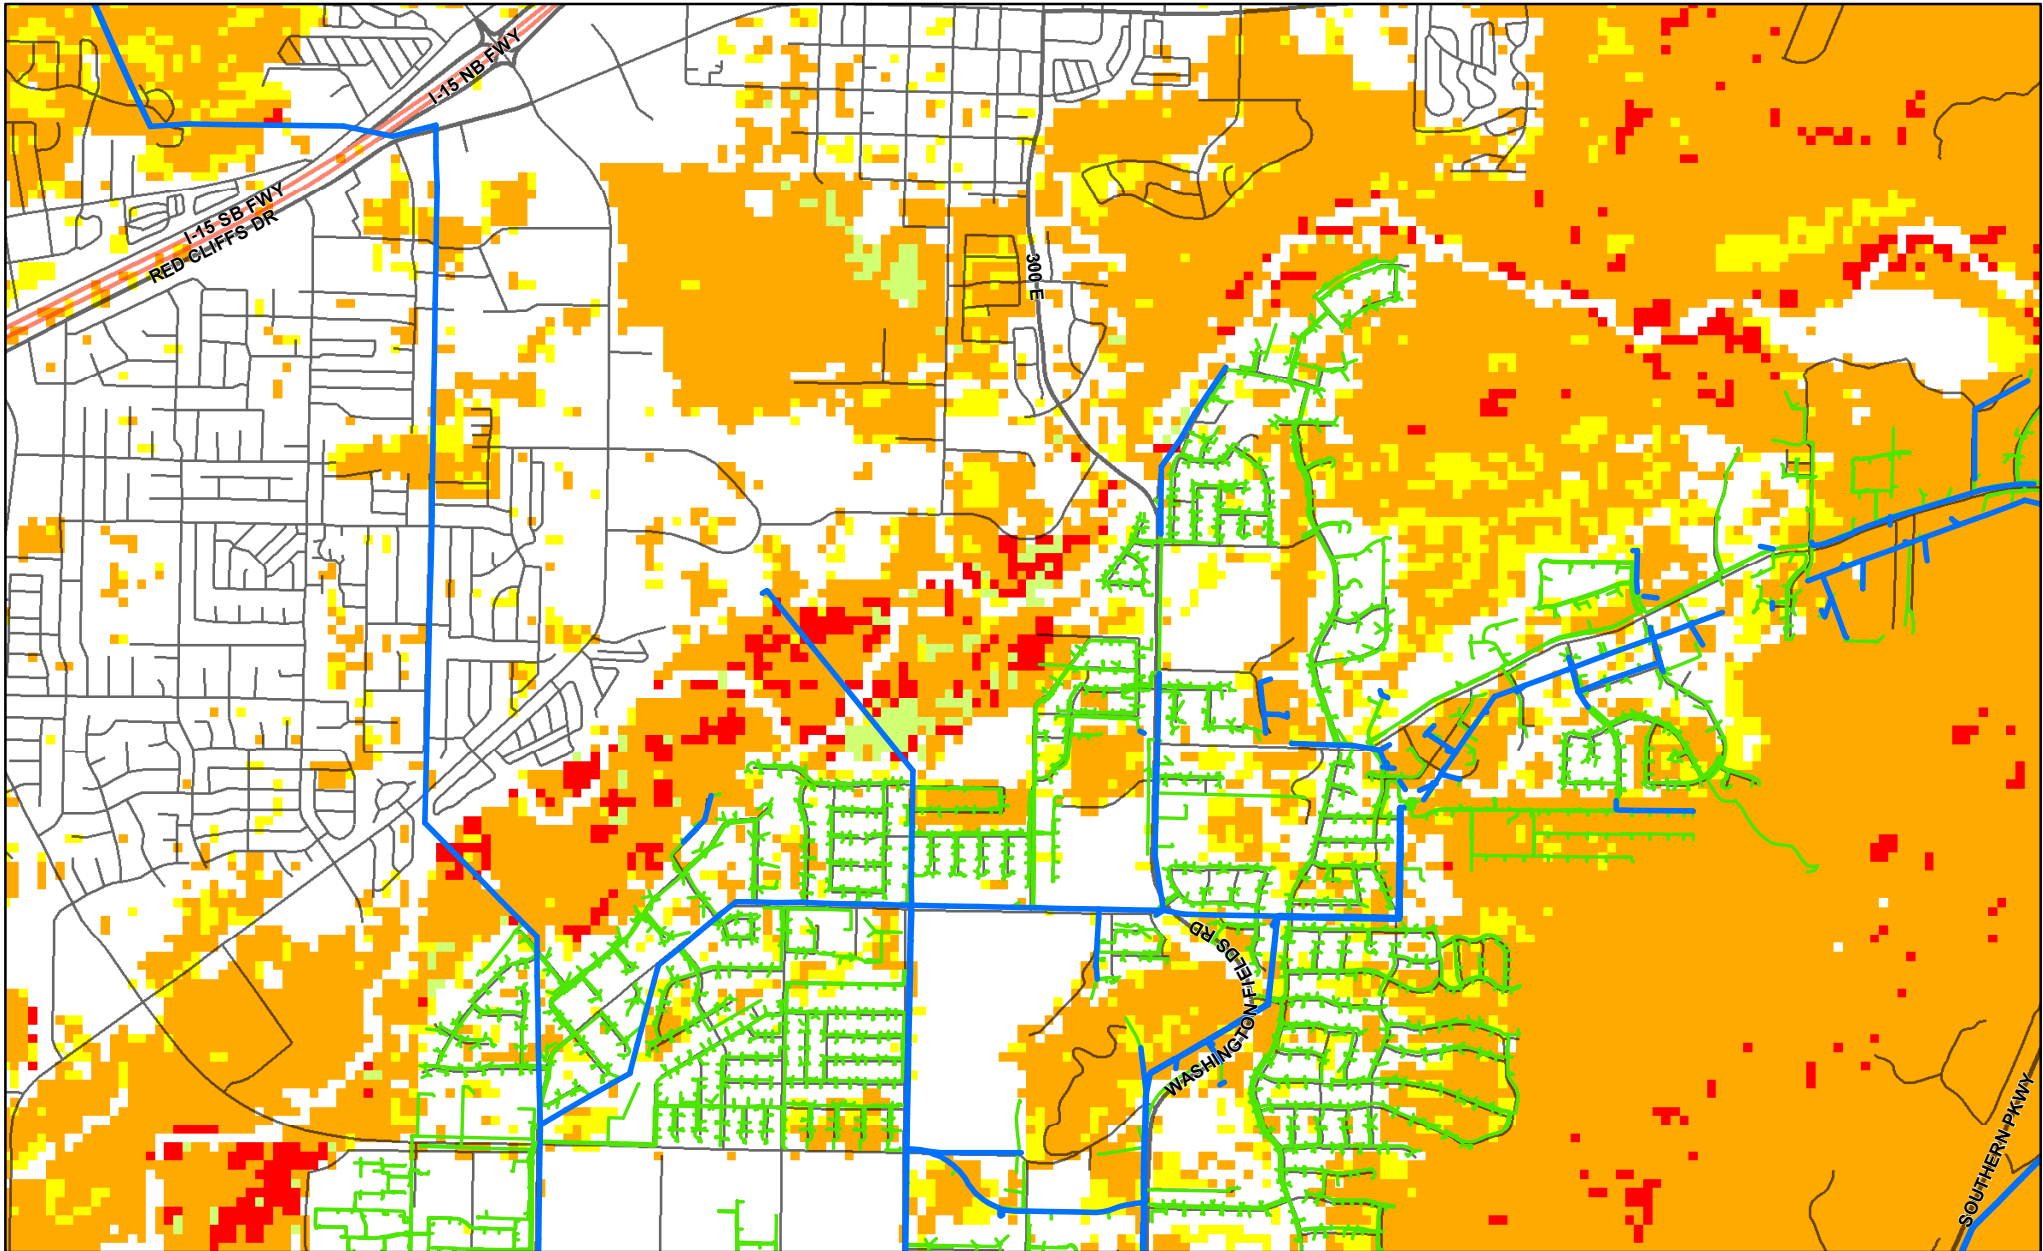 I-15 NB FWY
I-15 SB FWY
RED CLIFFS DR
300 E
WASHINGTON FIELDS RD
SOUTHERN PKWY